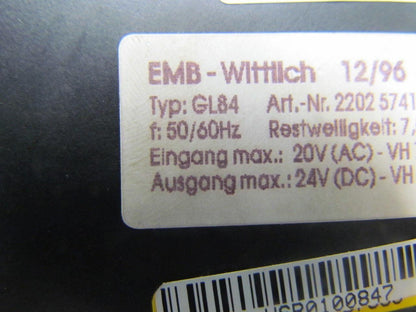 EMB - Wittlich 12/96
Typ: GL84 Art.-Nr. 2202 5741
f: 50/60Hz Restwelligkeit: 7.
Eingang max.: 20V (AC) - VH
Ausgang max.: 24V (DC) - VH
USR0100847